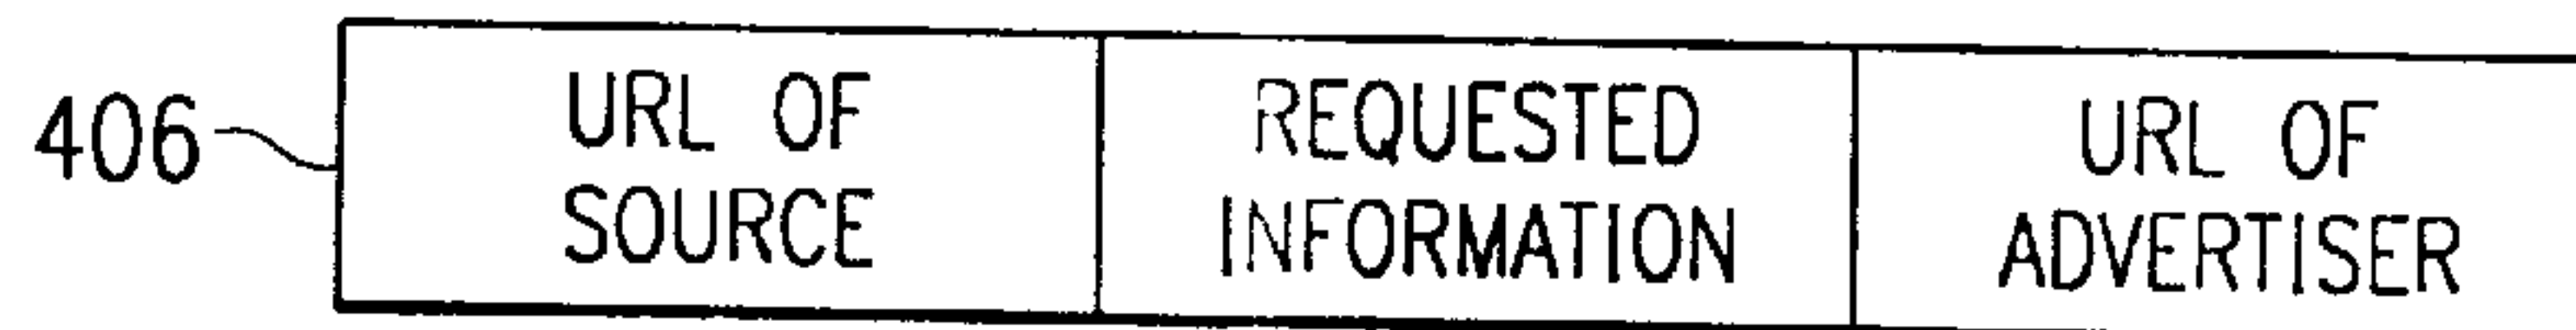 406
URL OF
SOURCE
REQUESTED
INFORMATION
URL OF
ADVERTISER